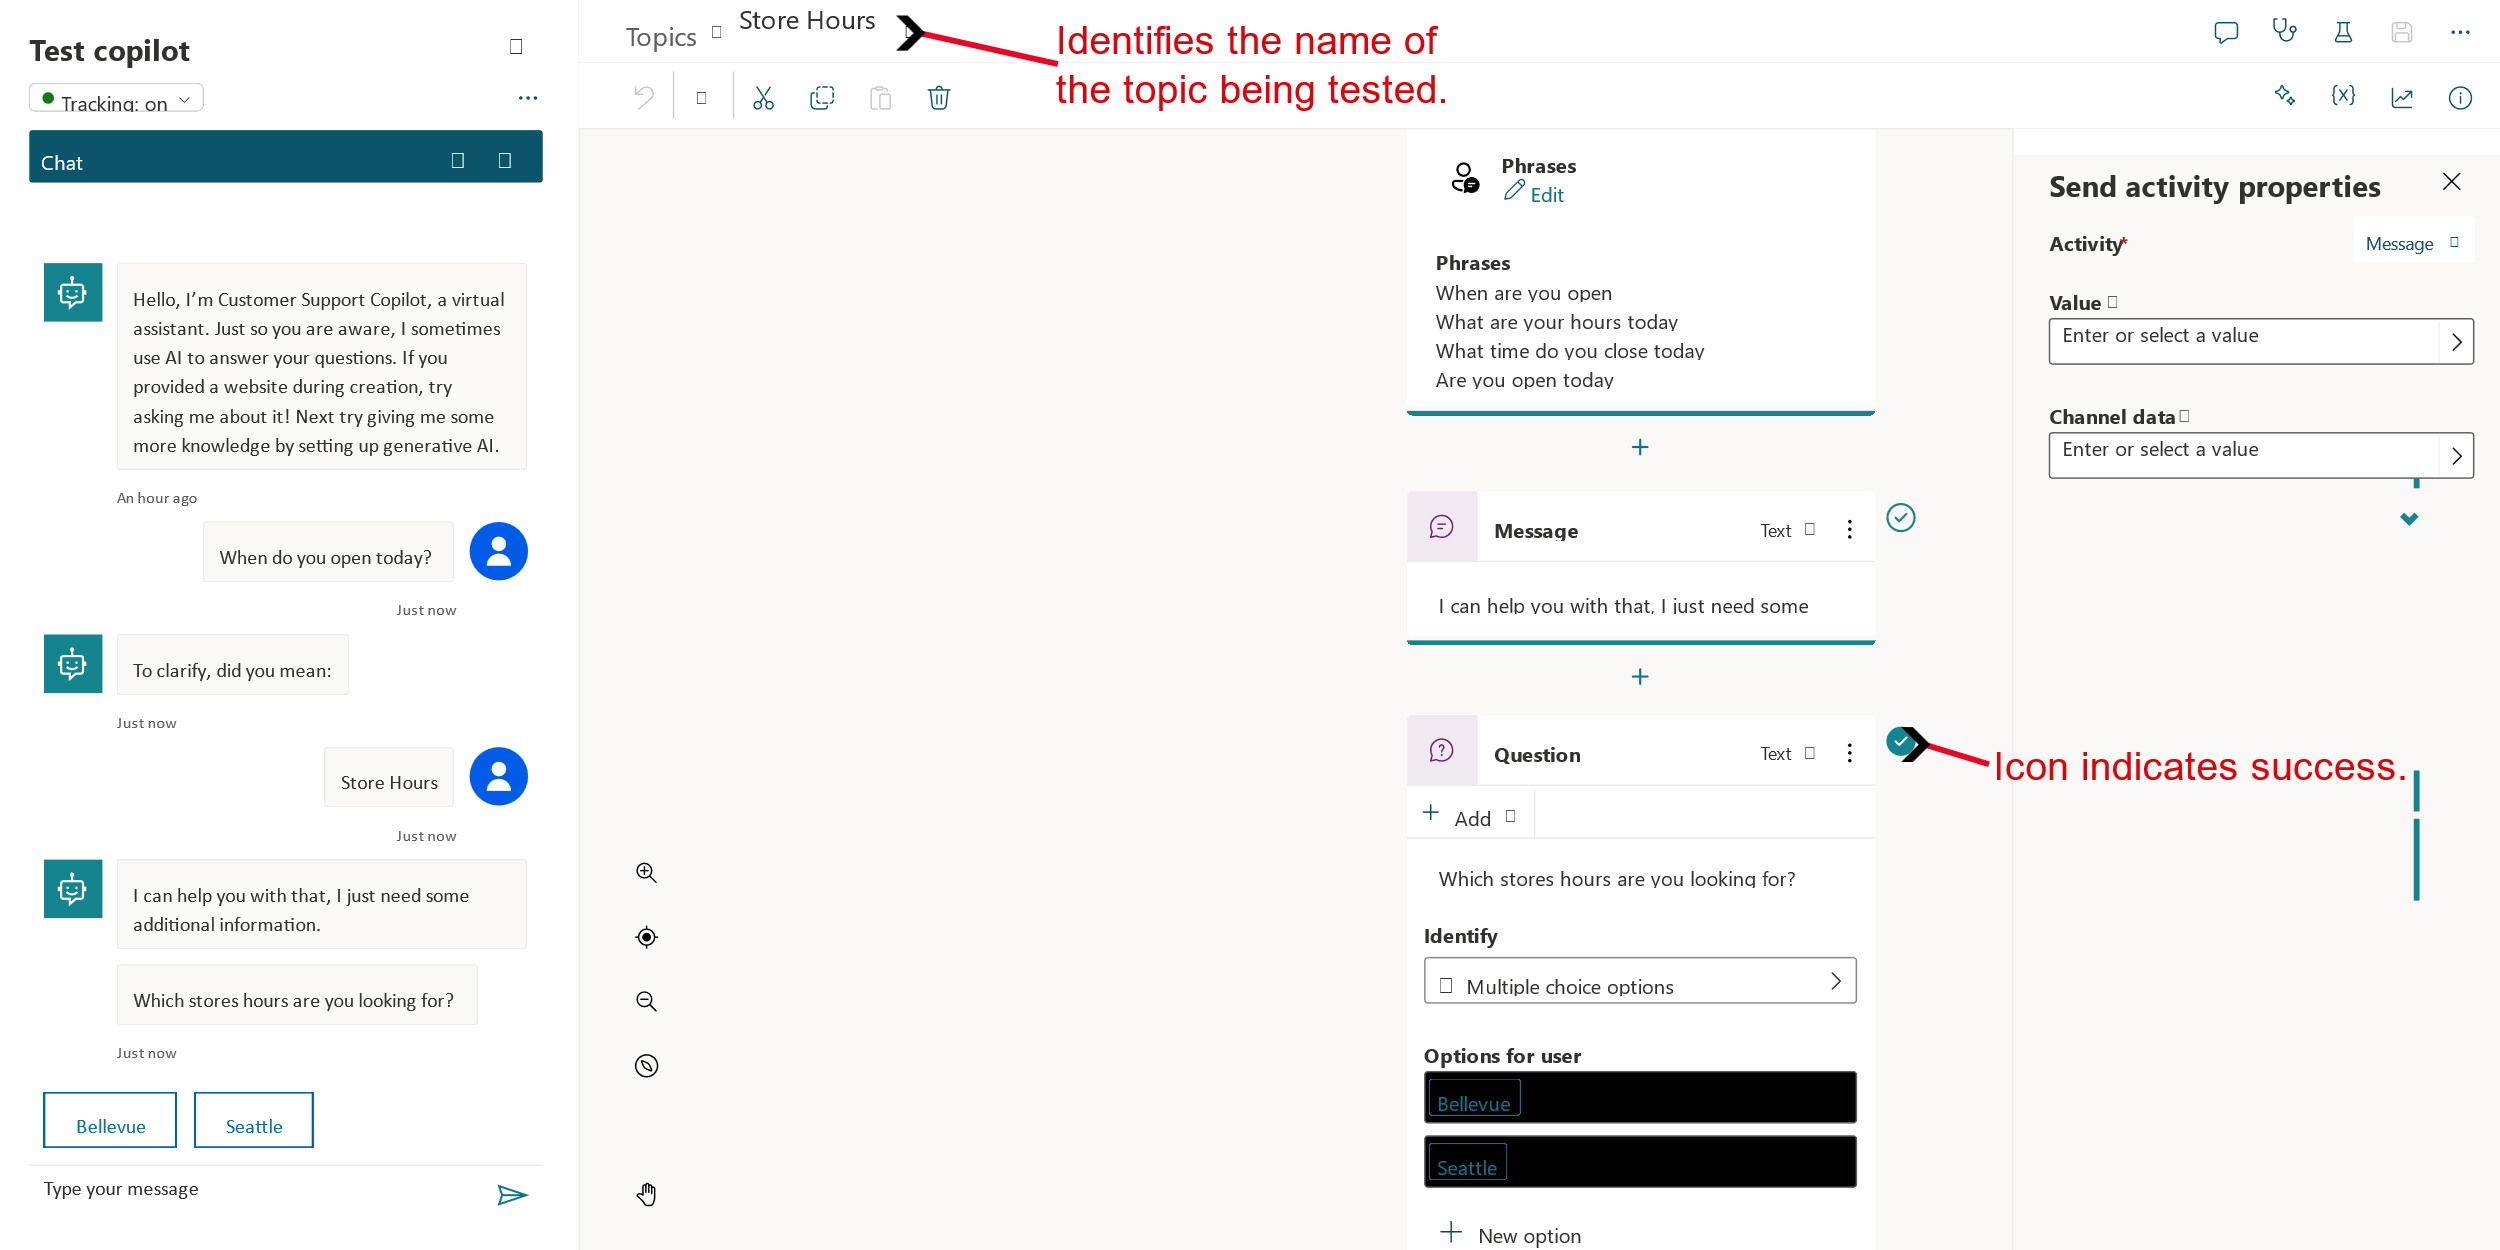 Test copilot
Tracking: on
Chat
Hello, I’m Customer Support Copilot, a virtual
assistant. Just so you are aware, I sometimes
use AI to answer your questions. If you
provided a website during creation, try
asking me about it! Next try giving me some
more knowledge by setting up generative AI.
An hour ago
When do you open today?
Just now
To clarify, did you mean:
Just now
Store Hours
Just now
I can help you with that, I just need some
additional information.
Which stores hours are you looking for?
Just now
Bellevue
Seattle
Type your message
Topics
Store Hours
Identifies the name of
the topic being tested.
Phrases
Edit
Phrases
When are you open
What are your hours today
What time do you close today
Are you open today
Message
Text
I can help you with that, I just need some
Question
Text
Icon indicates success.
Add
Which stores hours are you looking for?
Identify
Multiple choice options
Options for user
Bellevue
Seattle
New option
Send activity properties
Activity*
Message
Value
Enter or select a value
Channel data
Enter or select a value